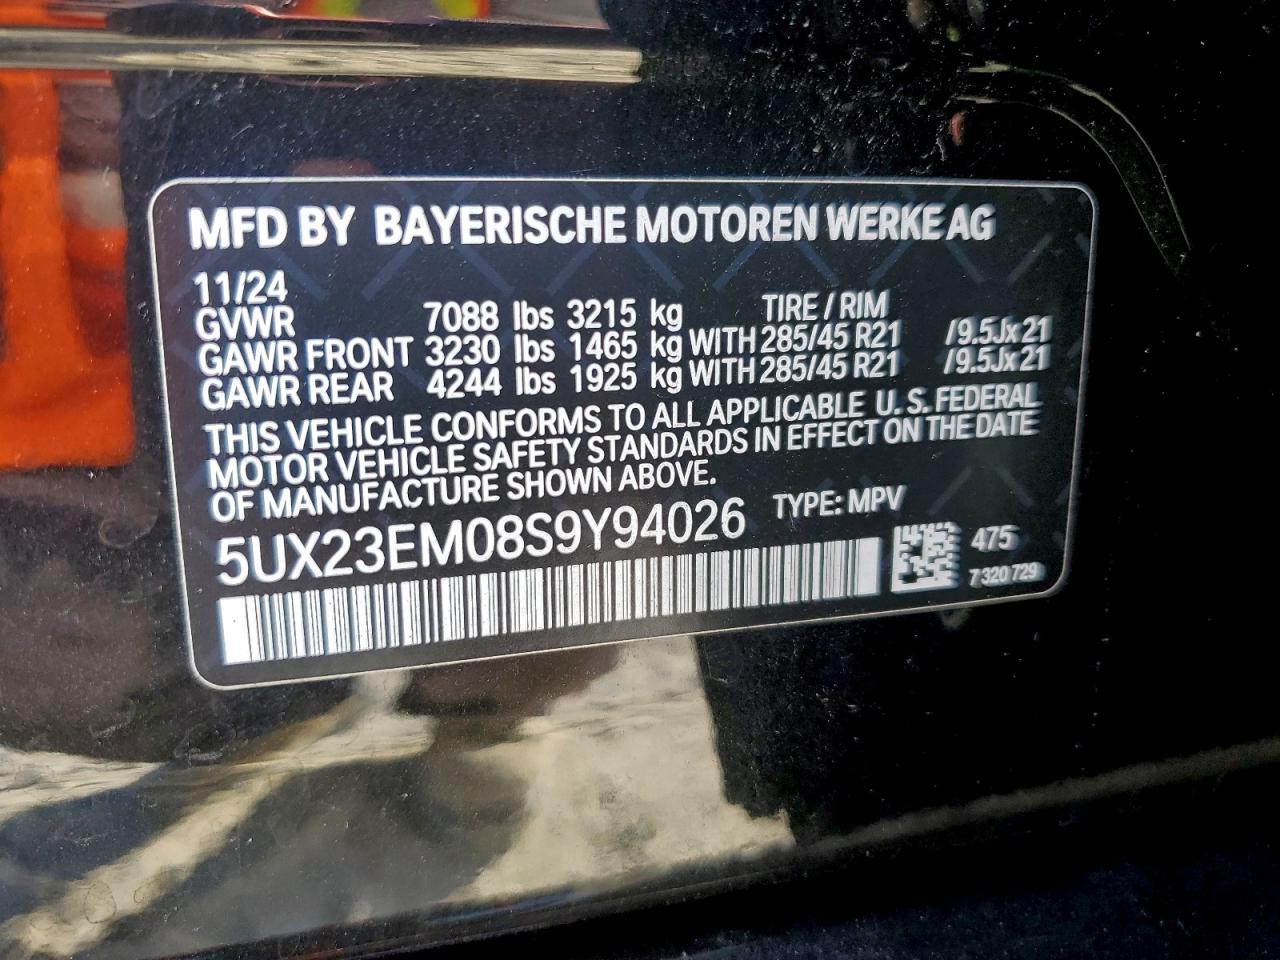 MFD BY BAYERISCHE MOTOREN WERKE AG
11/24
GVWR 7088 lbs 3215 kg TIRE / RIM
GAWR FRONT 3230 lbs 1465 kg WITH 285/45 R21 /9.5Jx21
GAWR REAR 4244 lbs 1925 kg WITH 285/45 R21 /9.5Jx21
THIS VEHICLE CONFORMS TO ALL APPLICABLE U.S. FEDERAL
MOTOR VEHICLE SAFETY STANDARDS IN EFFECT ON THE DATE
OF MANUFACTURE SHOWN ABOVE.
5UX23EM08S9Y94026 TYPE: MPV
475
7 320 729